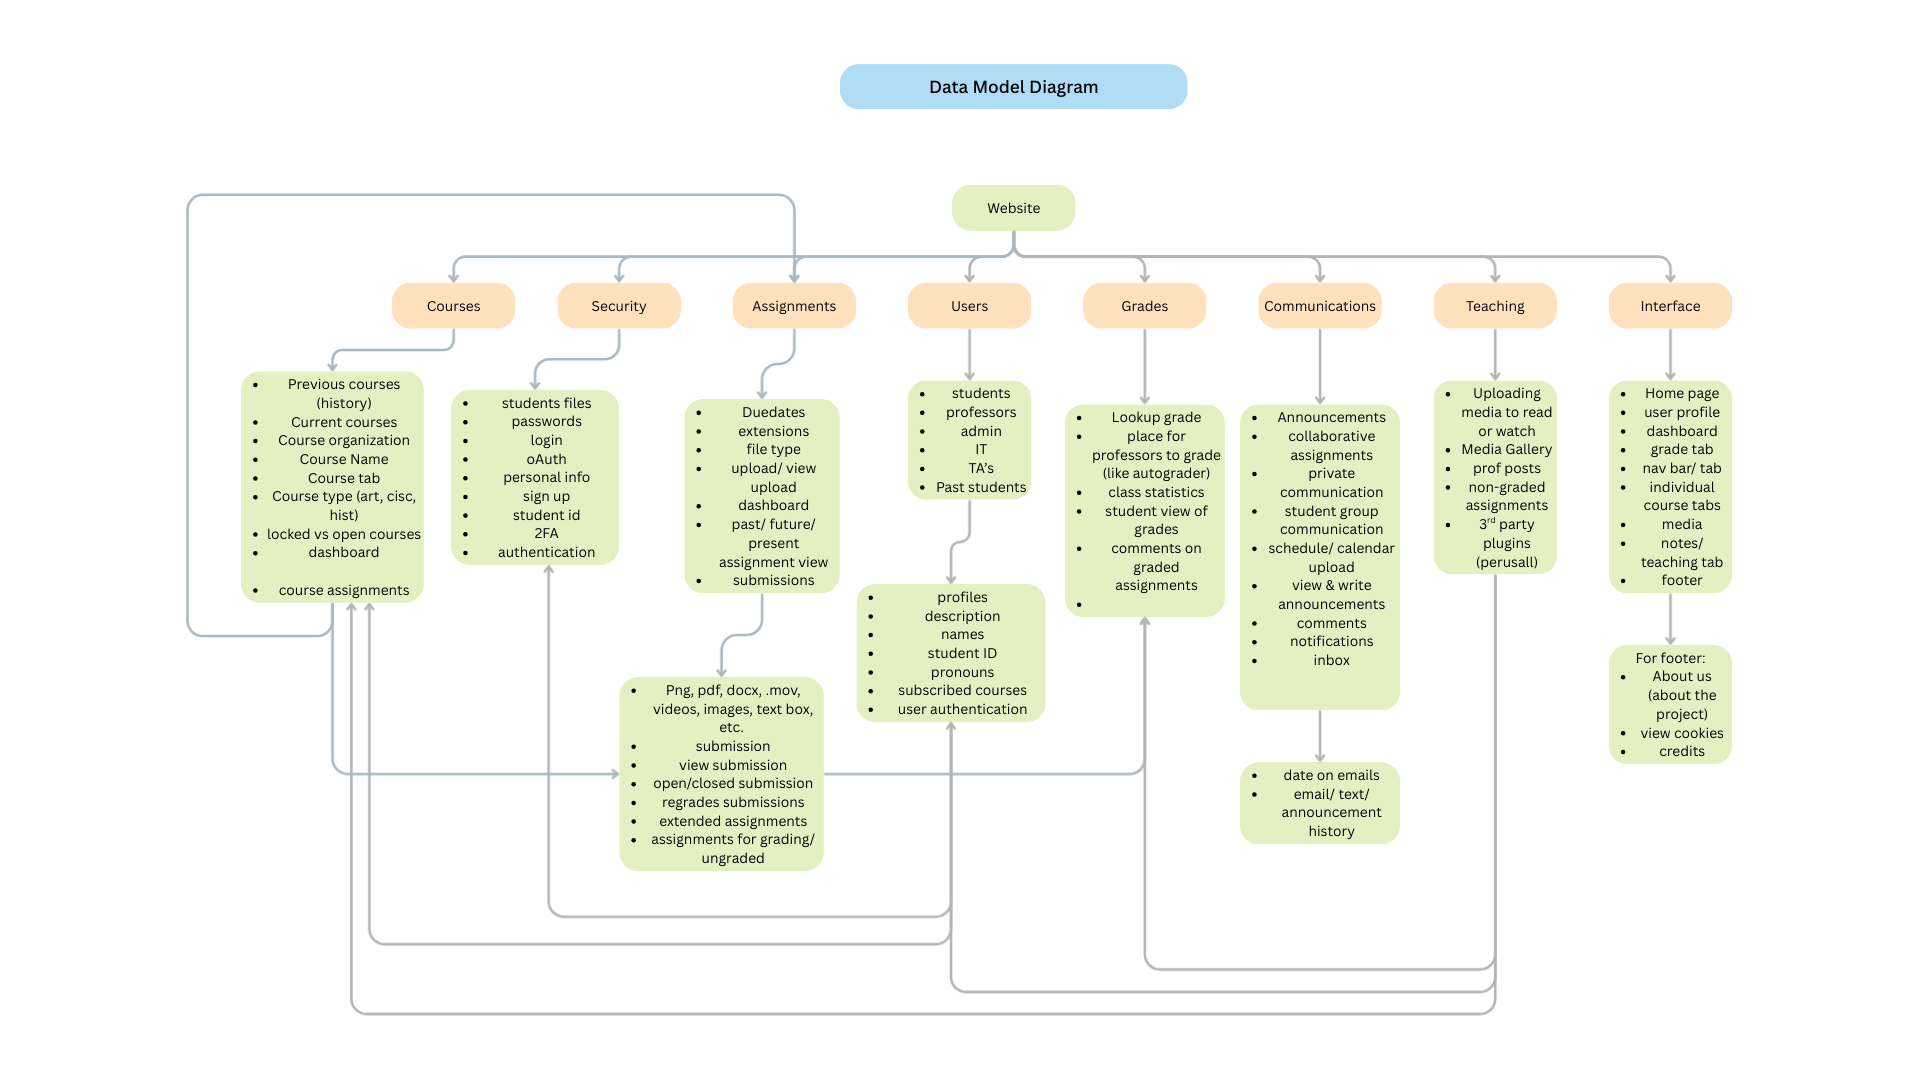 Data Model Diagram
Website
Courses
Security
Assignments
Users
Grades
Communications
Teaching
Interface
• Previous courses
(history)
• Current courses
• Course organization
• Course Name
• Course tab
• Course type (art, cisc,
hist)
• locked vs open courses
• dashboard
• course assignments
• students files
• passwords
• login
• oAuth
• personal info
• sign up
• student id
• 2FA
• authentication
• Duedates
• extensions
• file type
• upload/ view
upload
• dashboard
• past/ future/
present
assignment view
• submissions
• students
• professors
• admin
• IT
• TA's
• Past students
• Lookup grade
• place for
professors to grade
(like autograder)
• class statistics
• student view of
grades
• comments on
graded
assignments
•
• Announcements
• collaborative
assignments
• private
communication
• student group
communication
• schedule/ calendar
upload
• view & write
announcements
• comments
• notifications
• inbox
• Uploading
media to read
or watch
• Media Gallery
• prof posts
• non-graded
assignments
• 3rd party
plugins
(perusall)
• Home page
• user profile
• dashboard
• grade tab
• nav bar/ tab
• individual
course tabs
• media
• notes/
teaching tab
• footer
• profiles
• description
• names
• student ID
• pronouns
• subscribed courses
• user authentication
For footer:
• About us
(about the
project)
• view cookies
• credits
• Png, pdf, docx, .mov,
videos, images, text box,
etc.
• submission
• view submission
• open/closed submission
• regrades submissions
• extended assignments
• assignments for grading/
ungraded
• date on emails
• email/ text/
announcement
history